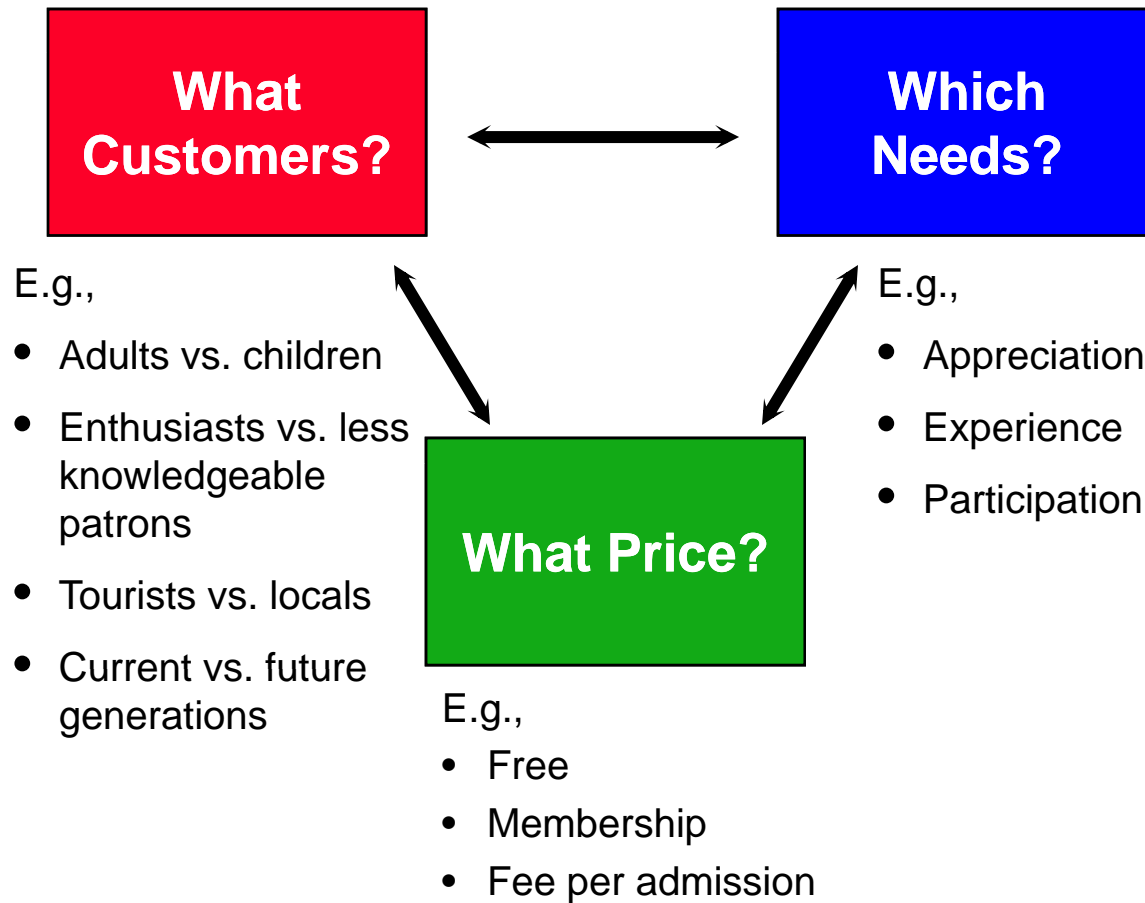 What
Customers?
Which
Needs?
E.g.,
• Adults vs. children
• Enthusiasts vs. less
knowledgeable
patrons
• Tourists vs. locals
• Current vs. future
generations
E.g.,
• Appreciation
• Experience
• Participation
What Price?
E.g.,
• Free
• Membership
• Fee per admission